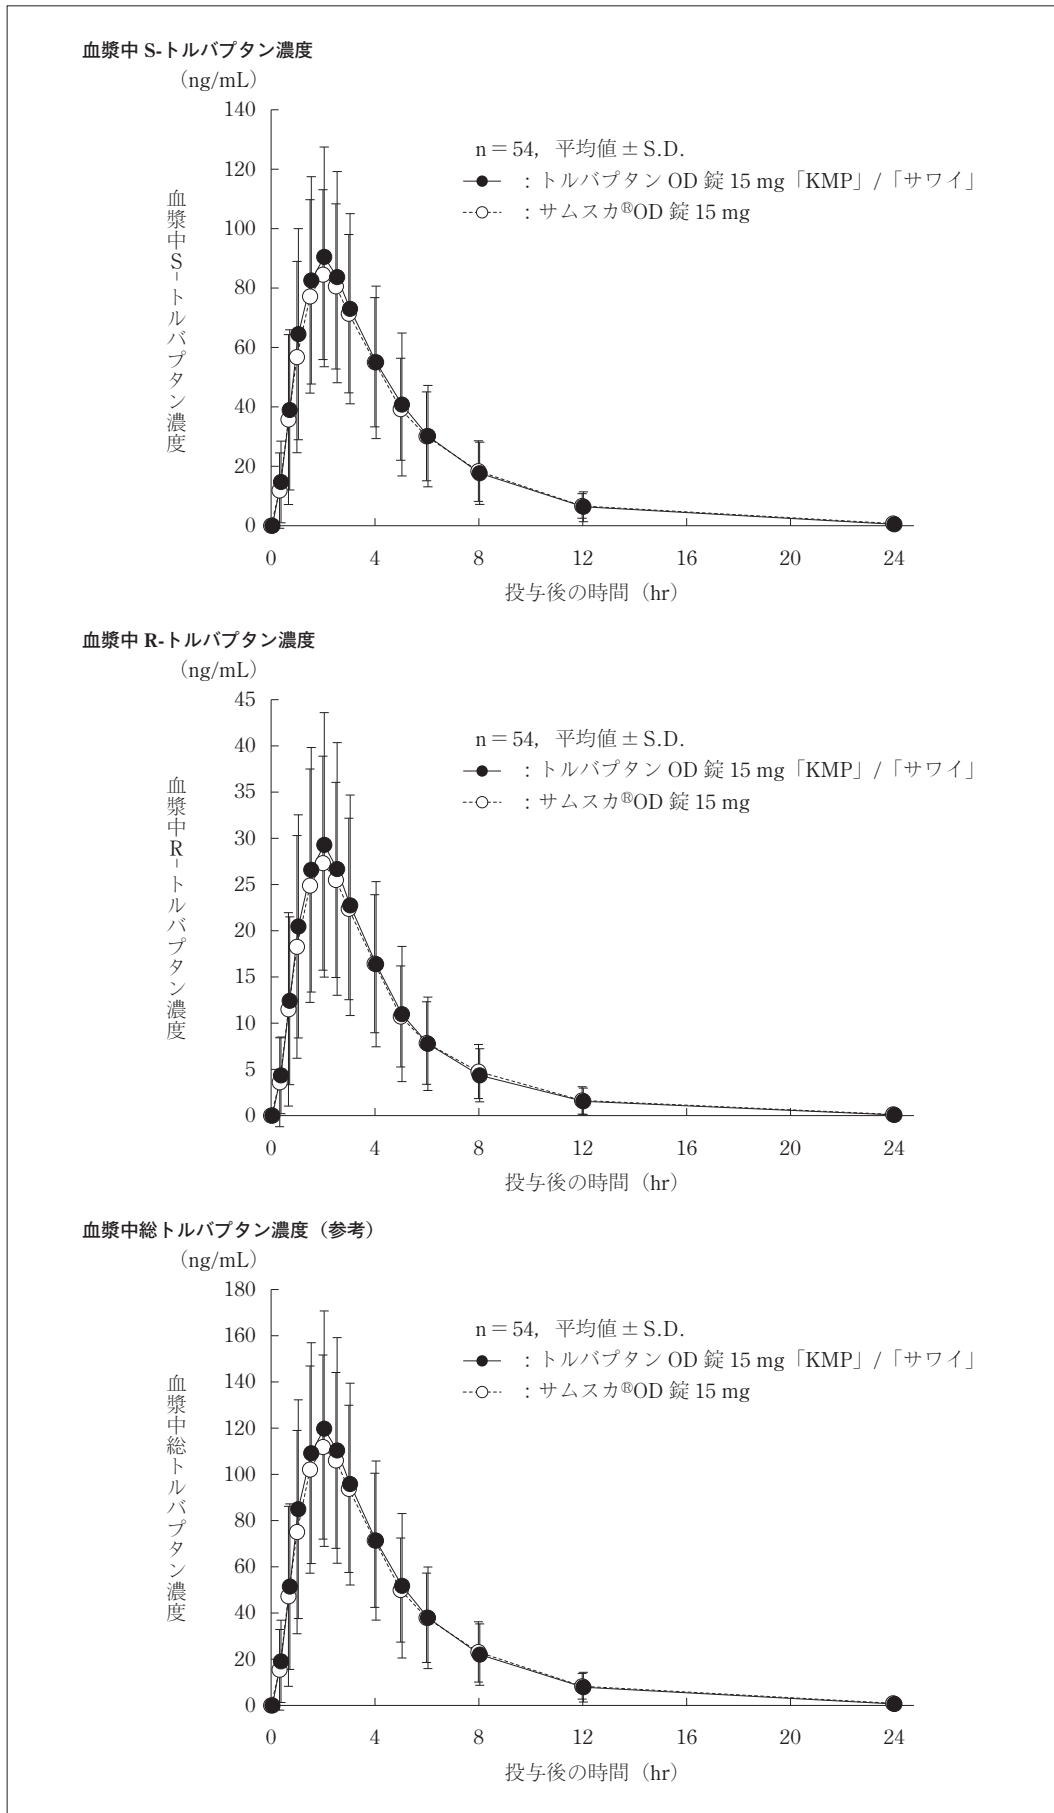 血漿中 S-トルバプタン濃度
（ng/mL）
140
120
100
80
60
40
20
0
血漿中S-トルバプタン濃度
n＝54，平均値±S.D.
：トルバプタン OD 錠 15 mg「KMP」/「サワイ」
：サムスカ®OD 錠 15 mg
0 4 8 12 16 20 24
投与後の時間（hr）
血漿中 R-トルバプタン濃度
（ng/mL）
45
40
35
30
25
20
15
10
5
0
血漿中R-トルバプタン濃度
n＝54，平均値±S.D.
：トルバプタン OD 錠 15 mg「KMP」/「サワイ」
：サムスカ®OD 錠 15 mg
0 4 8 12 16 20 24
投与後の時間（hr）
血漿中総トルバプタン濃度（参考）
（ng/mL）
180
160
140
120
100
80
60
40
20
0
血漿中総トルバプタン濃度
n＝54，平均値±S.D.
：トルバプタン OD 錠 15 mg「KMP」/「サワイ」
：サムスカ®OD 錠 15 mg
0 4 8 12 16 20 24
投与後の時間（hr）